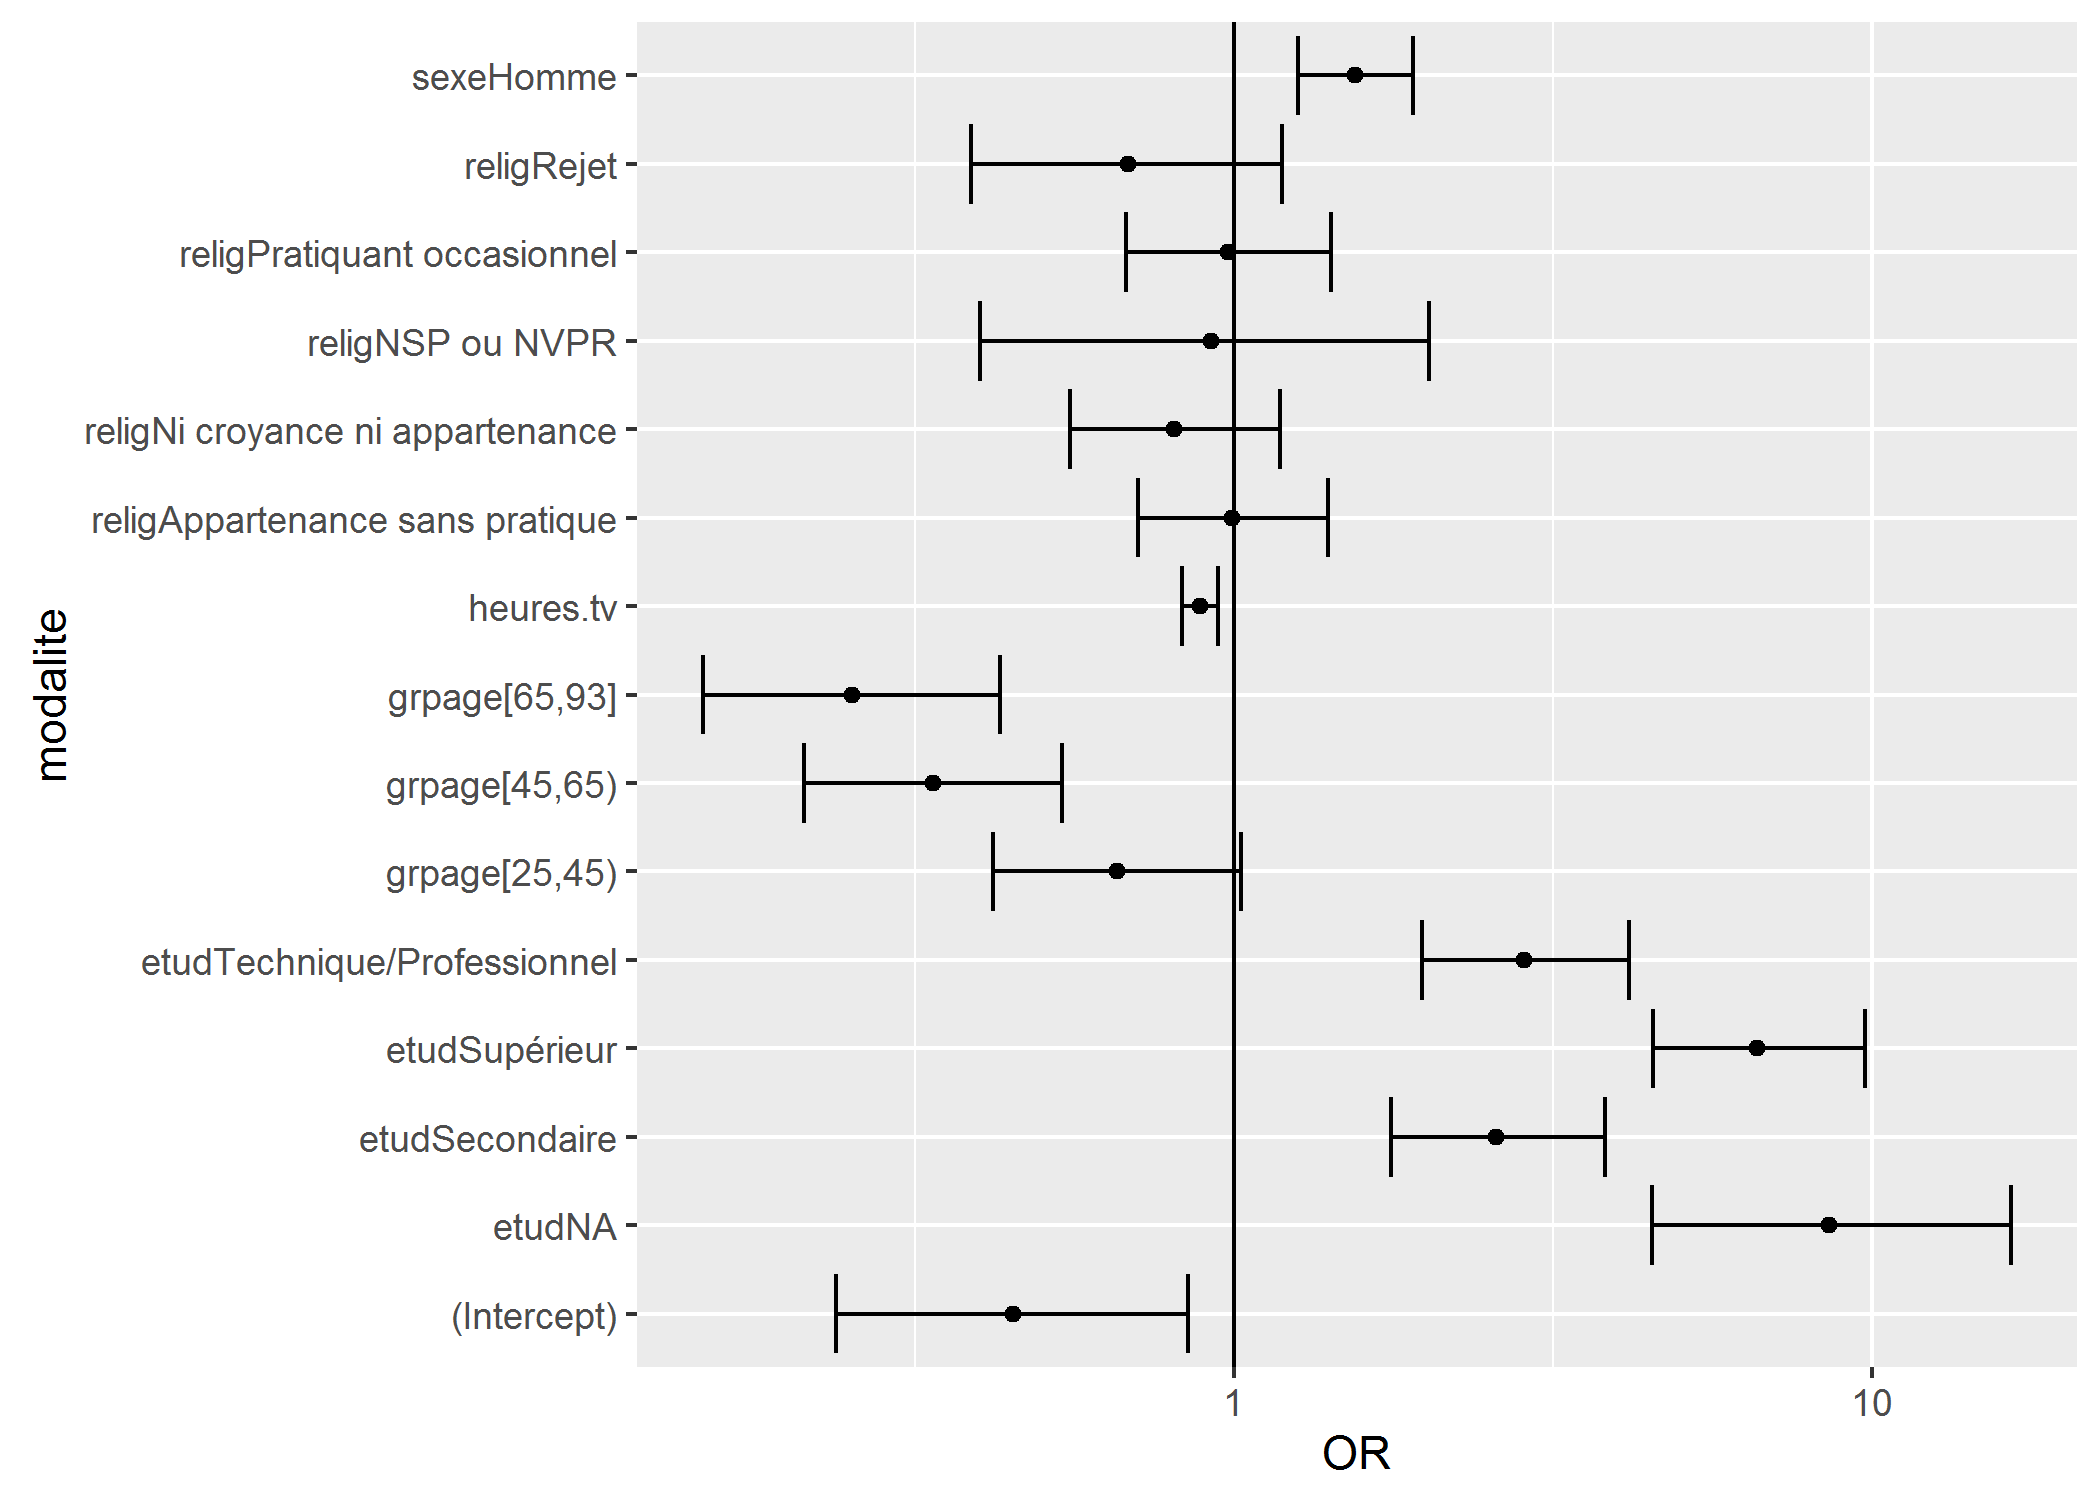 sexeHomme
religRejet
religPratiquant occasionnel
religNSP ou NVPR
religNi croyance ni appartenance
religAppartenance sans pratique
heures.tv
grpage[65,93]
grpage[45,65)
grpage[25,45)
etudTechnique/Professionnel
etudSupérieur
etudSecondaire
etudNA
(Intercept)
modalite
1
10
OR